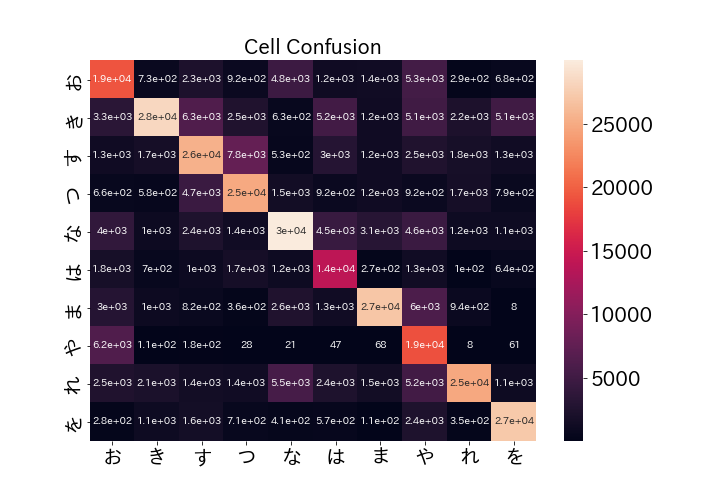 Cell Confusion
お 1.9e+04 7.3e+02 2.3e+03 9.2e+02 4.8e+03 1.2e+03 1.4e+03 5.3e+03 2.9e+02 6.8e+02
き 3.3e+03 2.8e+04 6.3e+03 2.5e+03 6.3e+02 5.2e+03 1.2e+03 5.1e+03 2.2e+03 5.1e+03
す 1.3e+03 1.7e+03 2.6e+04 7.8e+03 5.3e+02 3e+03 1.2e+03 2.5e+03 1.8e+03 1.3e+03
つ 6.6e+02 5.8e+02 4.7e+03 2.5e+04 1.5e+03 9.2e+02 1.2e+03 9.2e+02 1.7e+03 7.9e+02
な 4e+03 1e+03 2.4e+03 1.4e+03 3e+04 4.5e+03 3.1e+03 4.6e+03 1.2e+03 1.1e+03
は 1.8e+03 7e+02 1e+03 1.7e+03 1.2e+03 1.4e+04 2.7e+02 1.3e+03 1e+02 6.4e+02
ま 3e+03 1e+03 8.2e+02 3.6e+02 2.6e+03 1.3e+03 2.7e+04 6e+03 9.4e+02 8
や 6.2e+03 1.1e+02 1.8e+02 28 21 47 68 1.9e+04 8 61
れ 2.5e+03 2.1e+03 1.4e+03 1.4e+03 5.5e+03 2.4e+03 1.5e+03 5.2e+03 2.5e+04 1.1e+03
を 2.8e+02 1.1e+03 1.6e+03 7.1e+02 4.1e+02 5.7e+02 1.1e+02 2.4e+03 3.5e+02 2.7e+04
お き す つ な は ま や れ を
25000
20000
15000
10000
5000